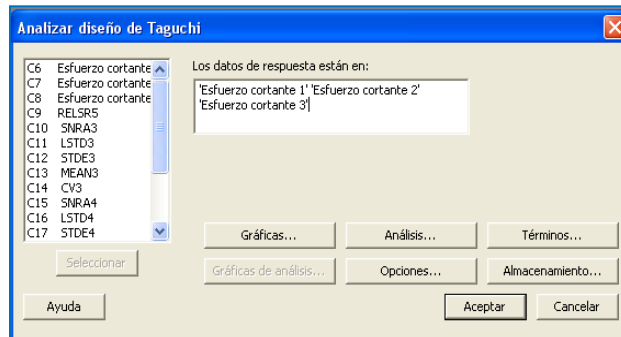 Analizar diseño de Taguchi
C6 Esfuerzo cortante
C7 Esfuerzo cortante
C8 Esfuerzo cortante
C9 RELSR5
C10 SNRA3
C11 LSTD3
C12 STDE3
C13 MEAN3
C14 CV3
C15 SNRA4
C16 LSTD4
C17 STDE4
Los datos de respuesta están en:
'Esfuerzo cortante 1' 'Esfuerzo cortante 2'
'Esfuerzo cortante 3'
Gráficas... Análisis... Términos...
Seleccionar Gráficas de análisis... Opciones... Almacenamiento...
Ayuda Aceptar Cancelar